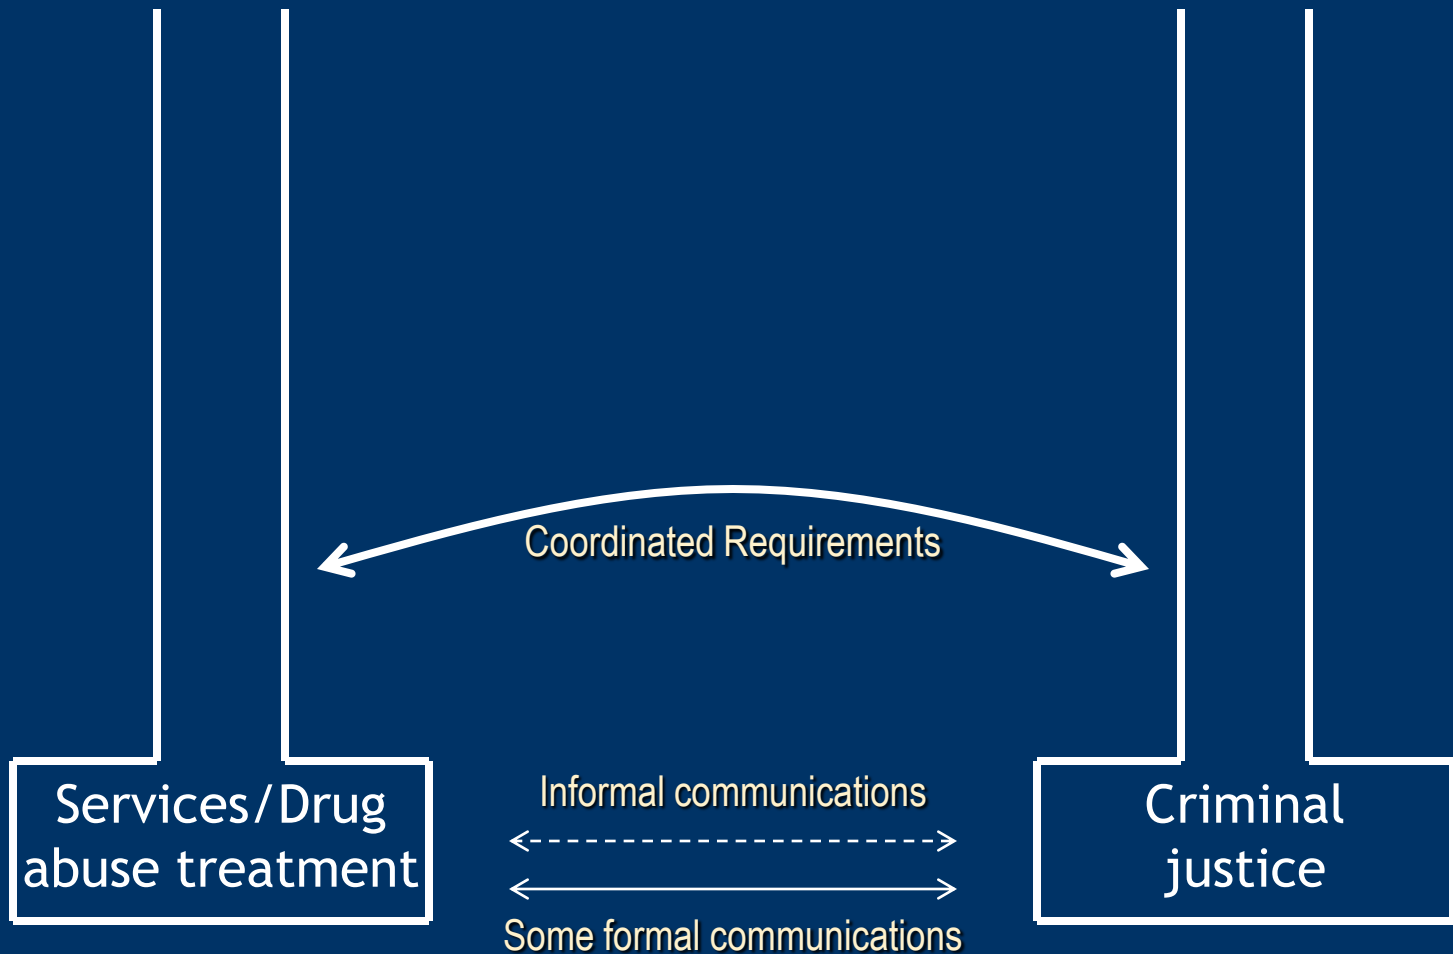 Coordinated Requirements
Services/Drug
abuse treatment
Informal communications
Some formal communications
Criminal
justice